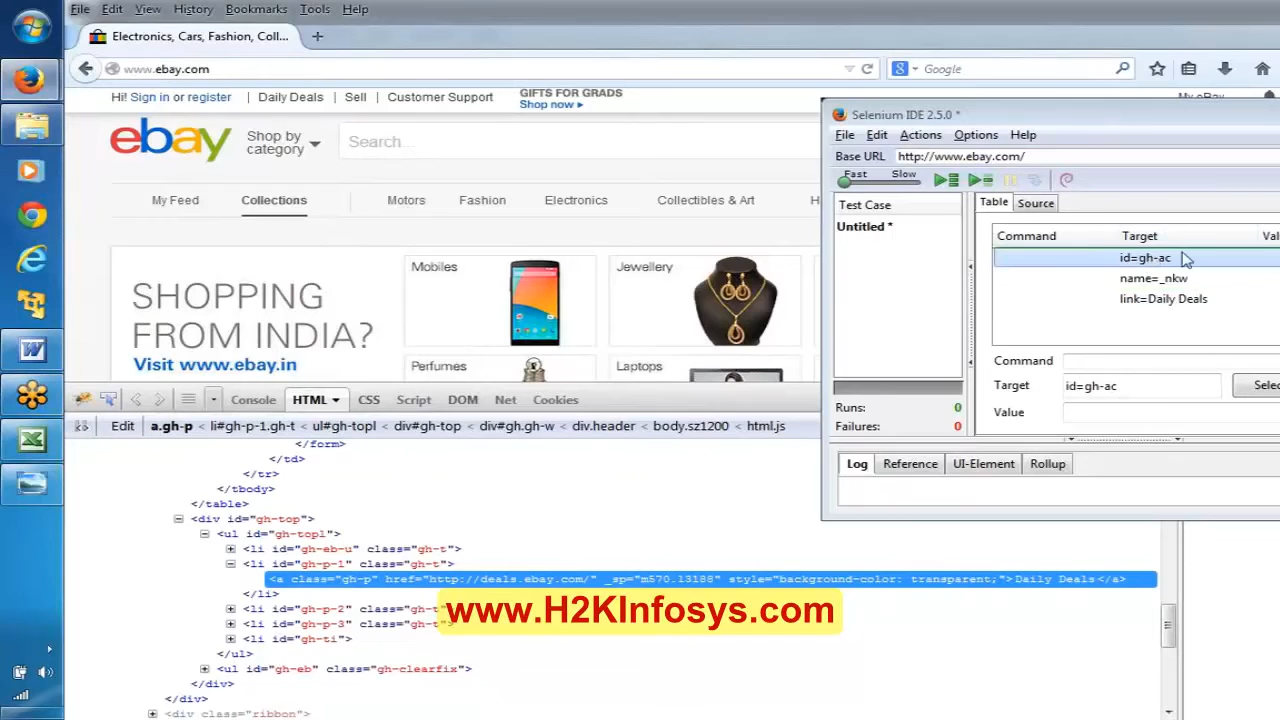 File Edit View History Bookmarks Tools Help
Electronics, Cars, Fashion, Coll...
www.ebay.com
Google
Hi! Sign in or register Daily Deals Sell Customer Support
GIFTS FOR GRADS
Shop now
My eBay
ebay
Shop by
category
Search...
My Feed Collections Motors Fashion Electronics Collectibles & Art
SHOPPING
FROM INDIA?
Visit www.ebay.in
Mobiles
Jewellery
Perfumes
Laptops
Selenium IDE 2.5.0 *
File Edit Actions Options Help
Base URL http://www.ebay.com/
Fast Slow
Test Case
Untitled *
Table Source
Command Target Val
id=gh-ac
name=_nkw
link=Daily Deals
Command
Target id=gh-ac Selec
Value
Runs: 0
Failures: 0
Log Reference UI-Element Rollup
Console HTML CSS Script DOM Net Cookies
Edit a.gh-p < li#gh-p-1.gh-t < ul#gh-topl < div#gh-top < div#gh.gh-w < div.header < body.sz1200 < html.js
</form>
</td>
</tr>
</tbody>
</table>
<div id="gh-top">
<ul id="gh-topl">
<li id="gh-eb-u" class="gh-t">
<li id="gh-p-1" class="gh-t">
<a class="gh-p" href="http://deals.ebay.com/" _sp="m570.13188" style="background-color: transparent;">Daily Deals</a>
</li>
<li id="gh-p-2" class="gh-t">
<li id="gh-p-3" class="gh-t">
<li id="gh-ti">
</ul>
<ul id="gh-eb" class="gh-clearfix">
</div>
</div>
<div class="ribbon">
www.H2KInfosys.com